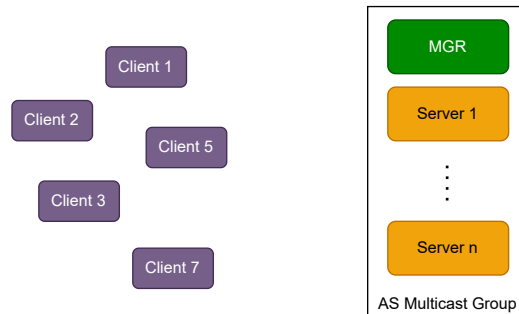 Client 1
Client 2
Client 5
Client 3
Client 7
MGR
Server 1
Server n
AS Multicast Group